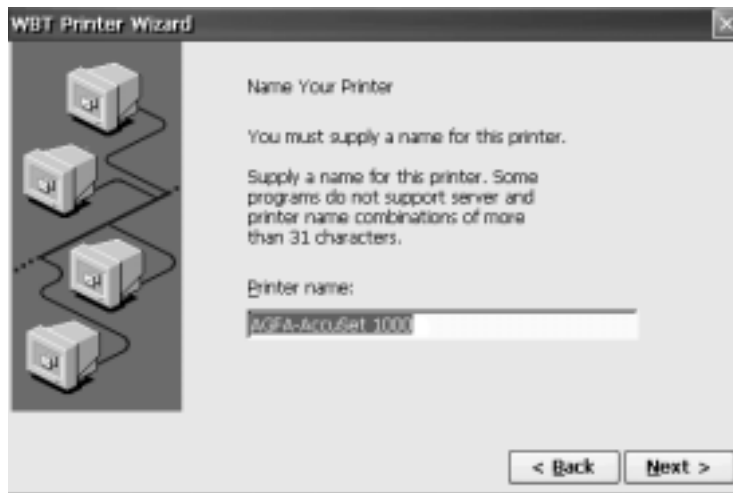 WBT Printer Wizard
Name Your Printer
You must supply a name for this printer.
Supply a name for this printer. Some
programs do not support server and
printer name combinations of more
than 31 characters.
Printer name:
AGFA-AccuSet 1000
< Back
Next >